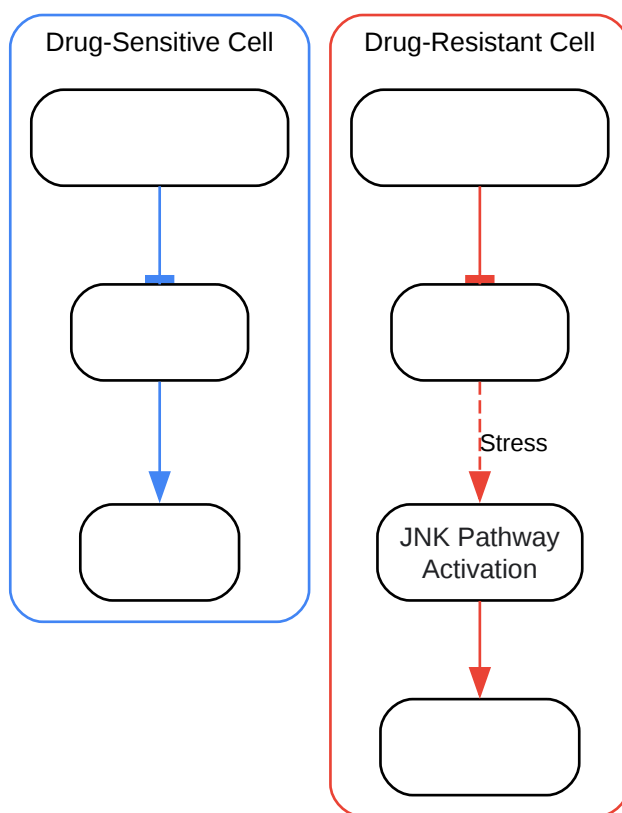 Drug-Sensitive Cell
Drug-Resistant Cell
Stress
JNK Pathway
Activation